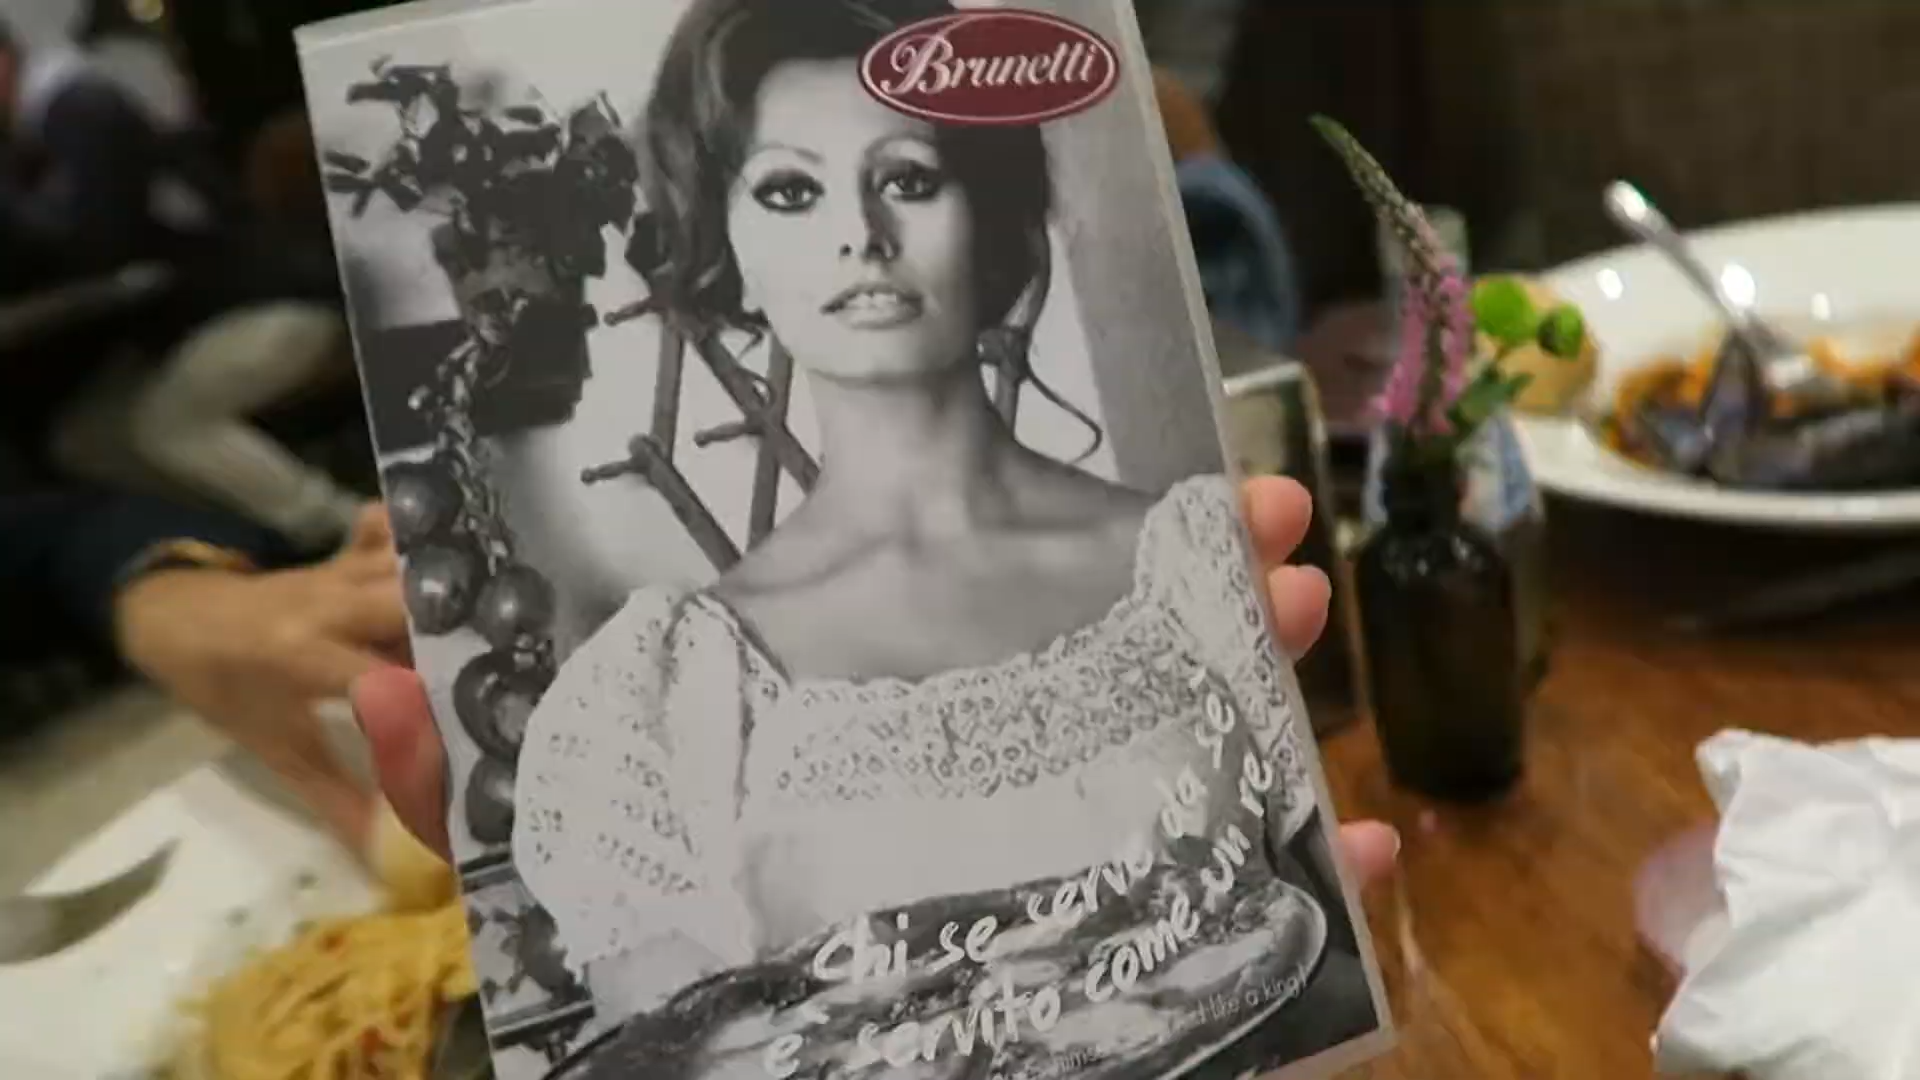 Brunetti
Chi se serve da se
è servito come un re
like a king!